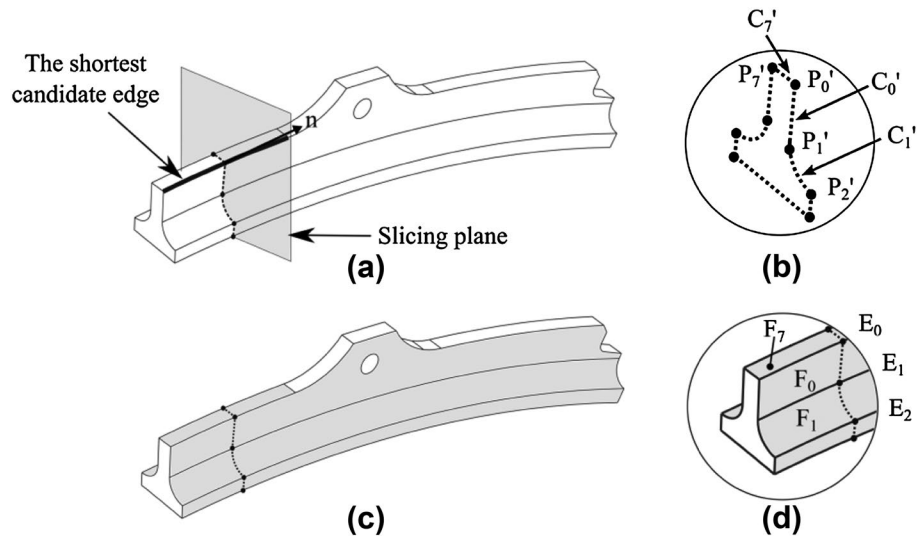 The shortest
candidate edge
n
Slicing plane
(a)
C₇'
P₇'
P₀'
C₀'
P₁'
C₁'
P₂'
(b)
(c)
F₇
E₀
F₀
E₁
F₁
E₂
(d)